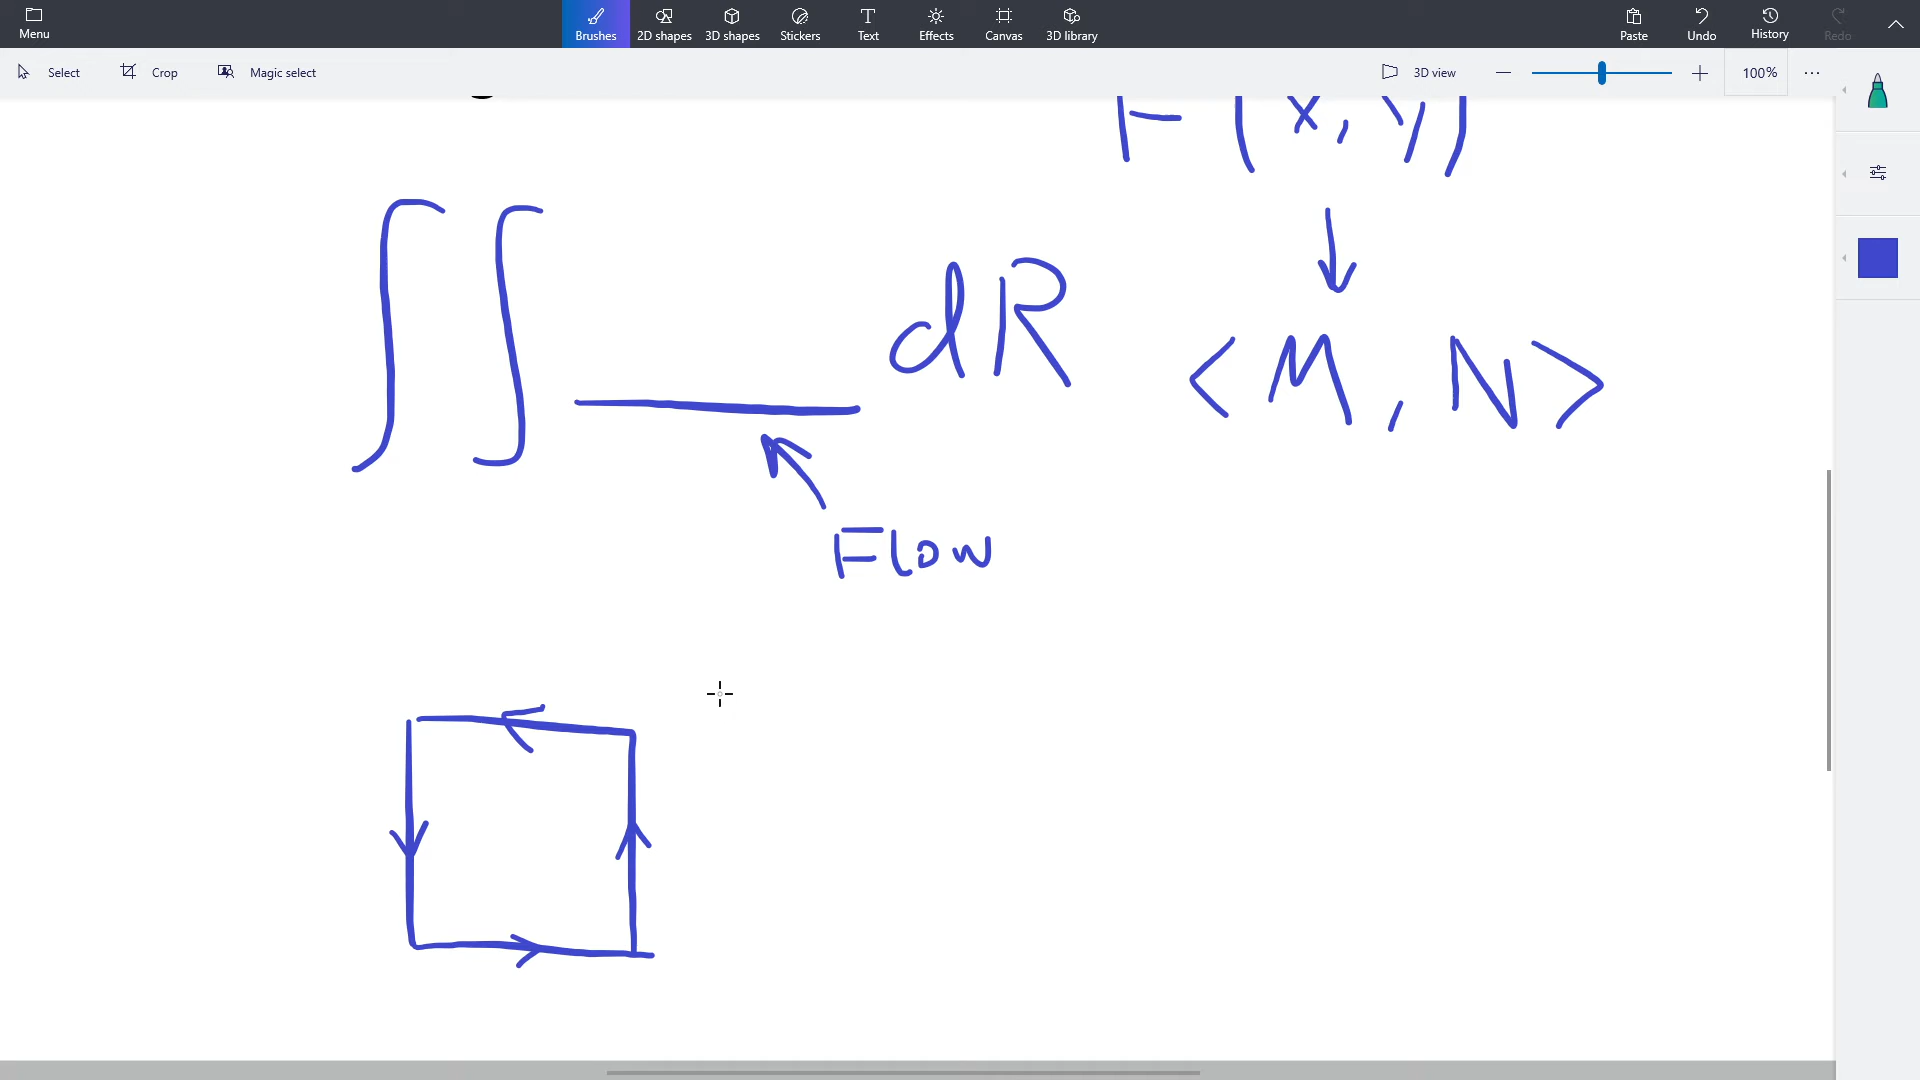 Menu
Brushes
2D shapes
3D shapes
Stickers
Text
Effects
Canvas
3D library
Paste
Undo
History
Redo
Select
Crop
Magic select
3D view
100%
F(x, y)
∫∫ dR
<M, N>
Flow